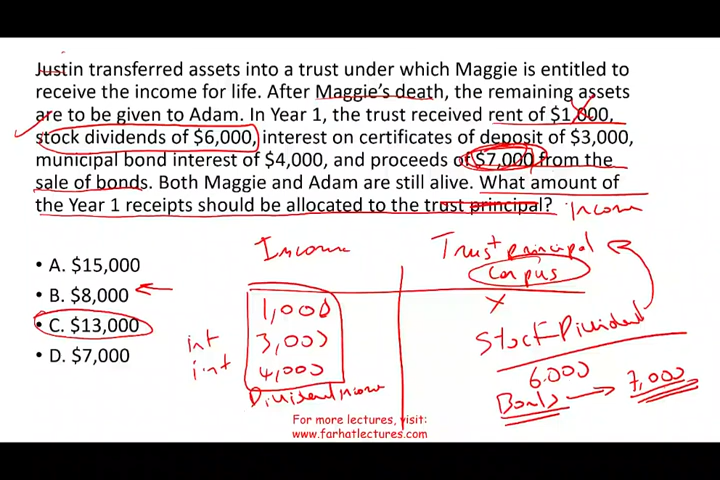 Justin transferred assets into a trust under which Maggie is entitled to
receive the income for life. After Maggie's death, the remaining assets
are to be given to Adam. In Year 1, the trust received rent of $1,000,
stock dividends of $6,000, interest on certificates of deposit of $3,000,
municipal bond interest of $4,000, and proceeds of $7,000 from the
sale of bonds. Both Maggie and Adam are still alive. What amount of
the Year 1 receipts should be allocated to the trust principal?
Income
• A. $15,000
• B. $8,000
• C. $13,000
• D. $7,000
Income
1,000
int 3,000
int 4,000
Dividend Income
Trust principal
Corpus
X
Stock Dividend
6.000
Bonds → 7,000
For more lectures, visit:
www.farhatlectures.com